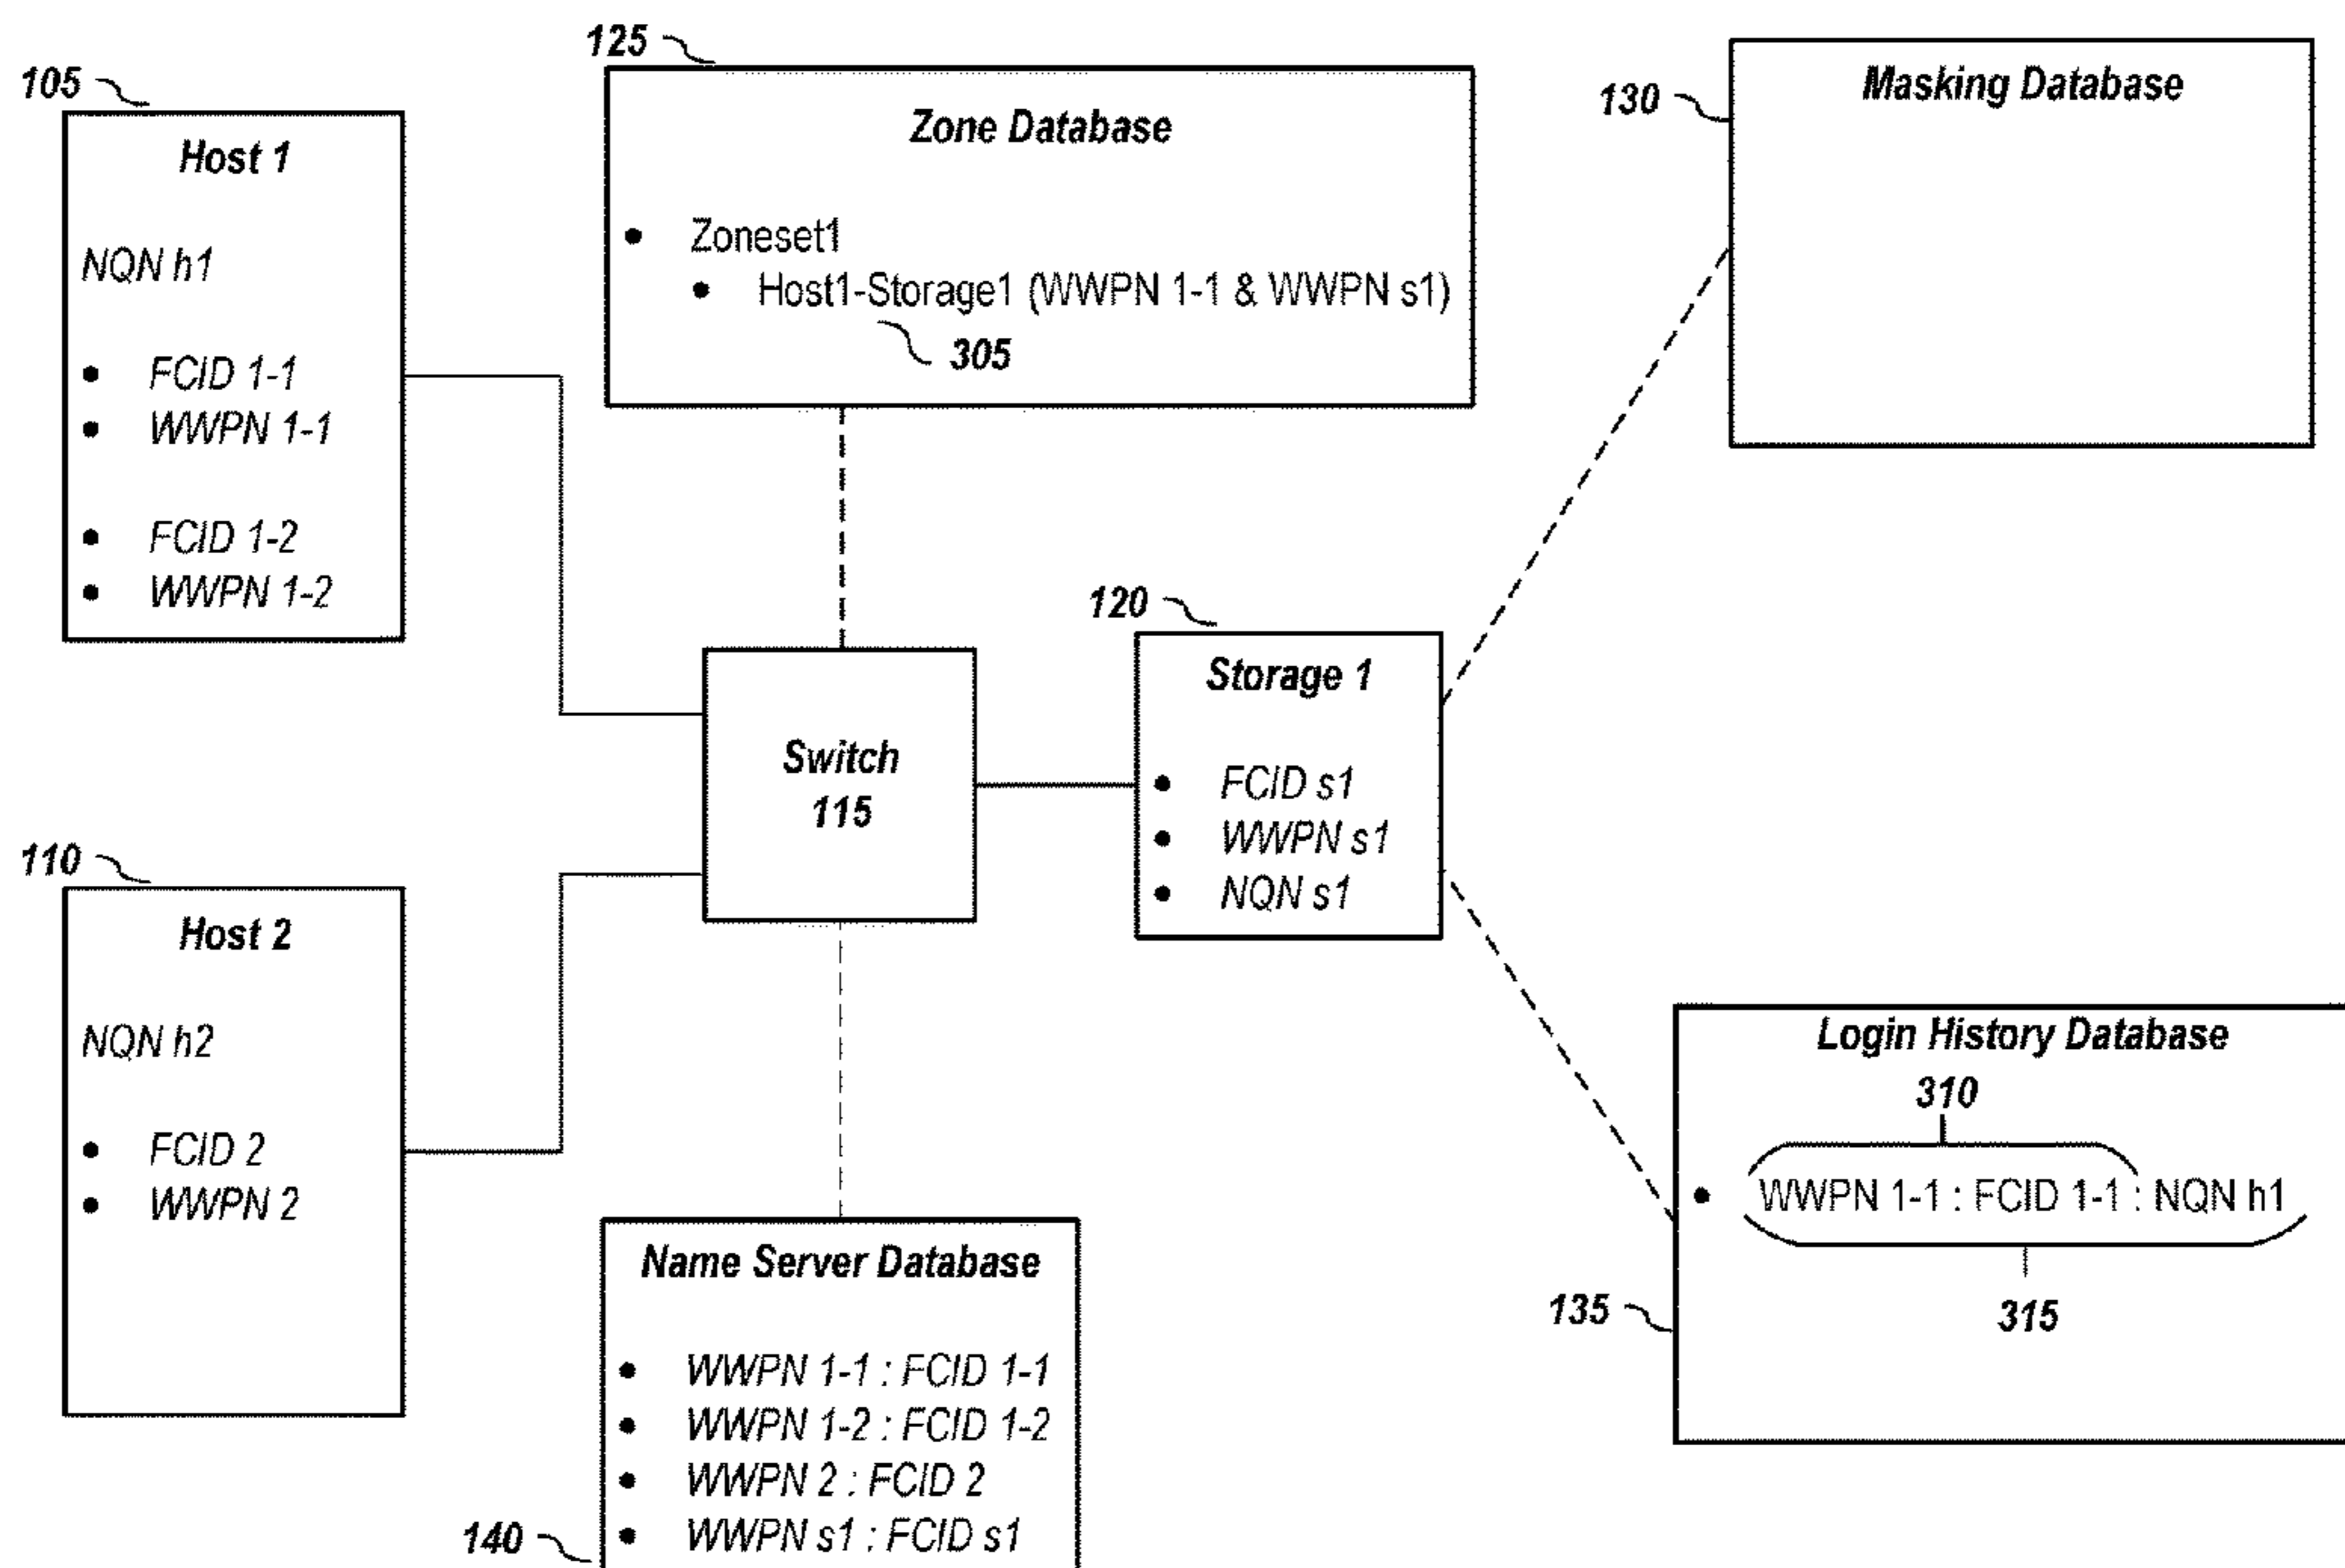 125
Zone Database
• Zoneset1
• Host1-Storage1 (WWPN 1-1 & WWPN s1)
305
105
Host 1
NQN h1
• FCID 1-1
• WWPN 1-1
• FCID 1-2
• WWPN 1-2
130
Masking Database
Switch
115
120
Storage 1
• FCID s1
• WWPN s1
• NQN s1
110
Host 2
NQN h2
• FCID 2
• WWPN 2
Name Server Database
• WWPN 1-1 : FCID 1-1
• WWPN 1-2 : FCID 1-2
• WWPN 2 : FCID 2
• WWPN s1 : FCID s1
140
Login History Database
310
• WWPN 1-1 : FCID 1-1 : NQN h1
315
135